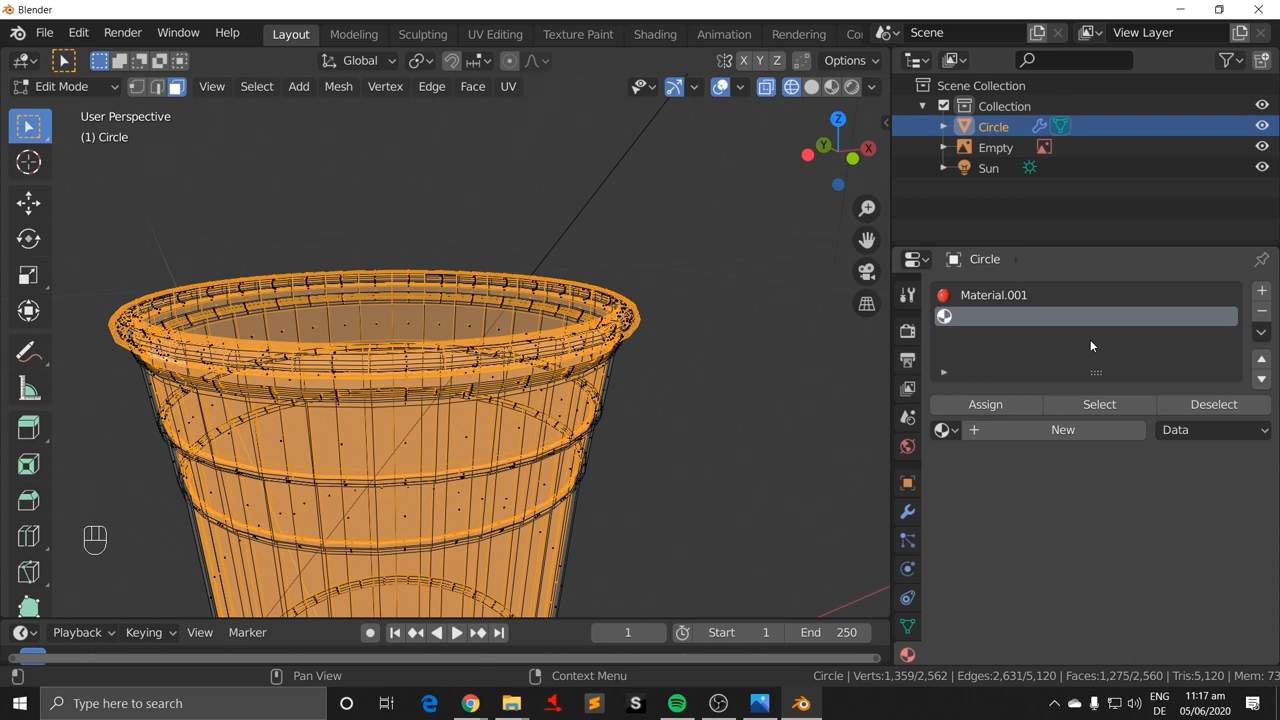 Blender
File Edit Render Window Help Layout Modeling Sculpting UV Editing Texture Paint Shading Animation Rendering Co Scene View Layer
Global X Y Z Options
Edit Mode View Select Add Mesh Vertex Edge Face UV
Scene Collection
Collection
Circle
Empty
Sun
User Perspective
(1) Circle
Z
Y
X
Circle
Material.001
Assign Select Deselect
New Data
Playback Keying View Marker 1 Start 1 End 250
Pan View Context Menu Circle | Verts:1,359/2,562 | Edges:2,631/5,120 | Faces:1,275/2,560 | Tris:5,120 | Mem: 73
Type here to search
ENG
DE
11:17 am
05/06/2020